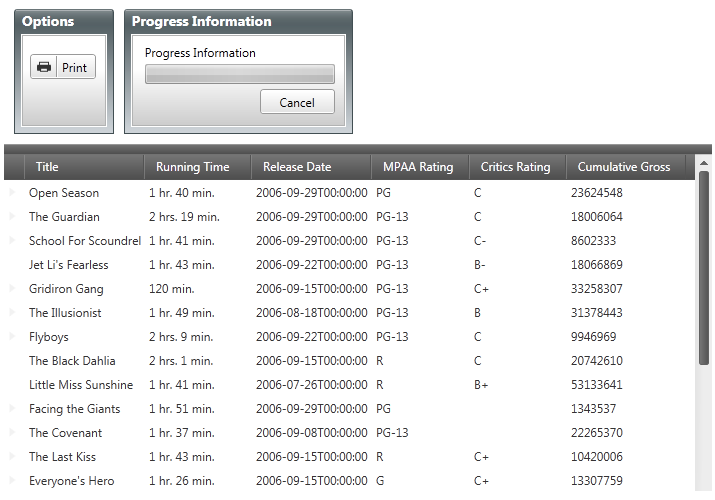 Options
Print
Progress Information
Progress Information
Cancel
Title Running Time Release Date MPAA Rating Critics Rating Cumulative Gross
Open Season 1 hr. 40 min. 2006-09-29T00:00:00 PG C 23624548
The Guardian 2 hrs. 19 min. 2006-09-29T00:00:00 PG-13 C 18006064
School For Scoundrel 1 hr. 41 min. 2006-09-29T00:00:00 PG-13 C- 8602333
Jet Li's Fearless 1 hr. 43 min. 2006-09-22T00:00:00 PG-13 B- 18066869
Gridiron Gang 120 min. 2006-09-15T00:00:00 PG-13 C+ 33258307
The Illusionist 1 hr. 49 min. 2006-08-18T00:00:00 PG-13 B 31378443
Flyboys 2 hrs. 9 min. 2006-09-22T00:00:00 PG-13 C 9946969
The Black Dahlia 2 hrs. 1 min. 2006-09-15T00:00:00 R C 20742610
Little Miss Sunshine 1 hr. 41 min. 2006-07-26T00:00:00 R B+ 53133641
Facing the Giants 1 hr. 51 min. 2006-09-29T00:00:00 PG 1343537
The Covenant 1 hr. 37 min. 2006-09-08T00:00:00 PG-13 22265370
The Last Kiss 1 hr. 43 min. 2006-09-15T00:00:00 R C+ 10420006
Everyone's Hero 1 hr. 26 min. 2006-09-15T00:00:00 G C+ 13307759